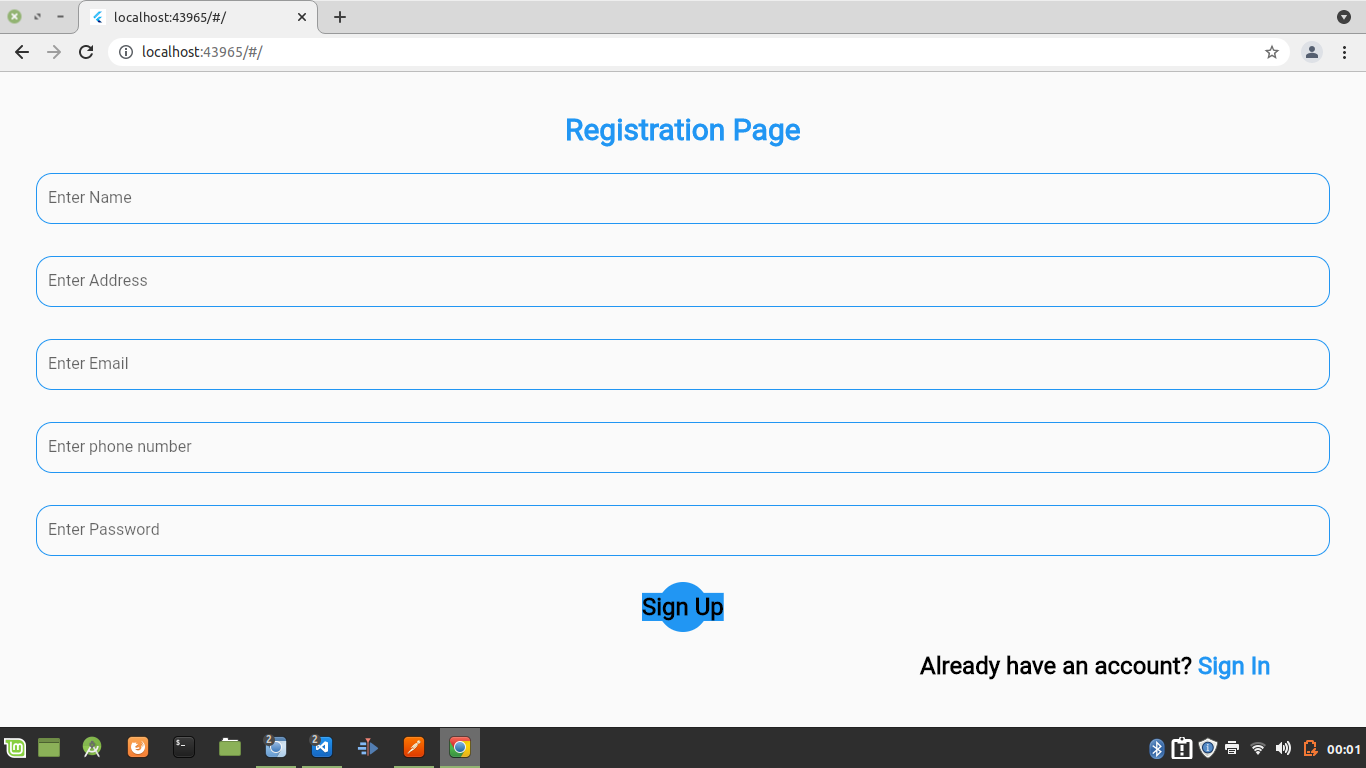 localhost:43965/#/
localhost:43965/#/
Registration Page
Enter Name
Enter Address
Enter Email
Enter phone number
Enter Password
Sign Up
Already have an account? Sign In
2 2 00:01